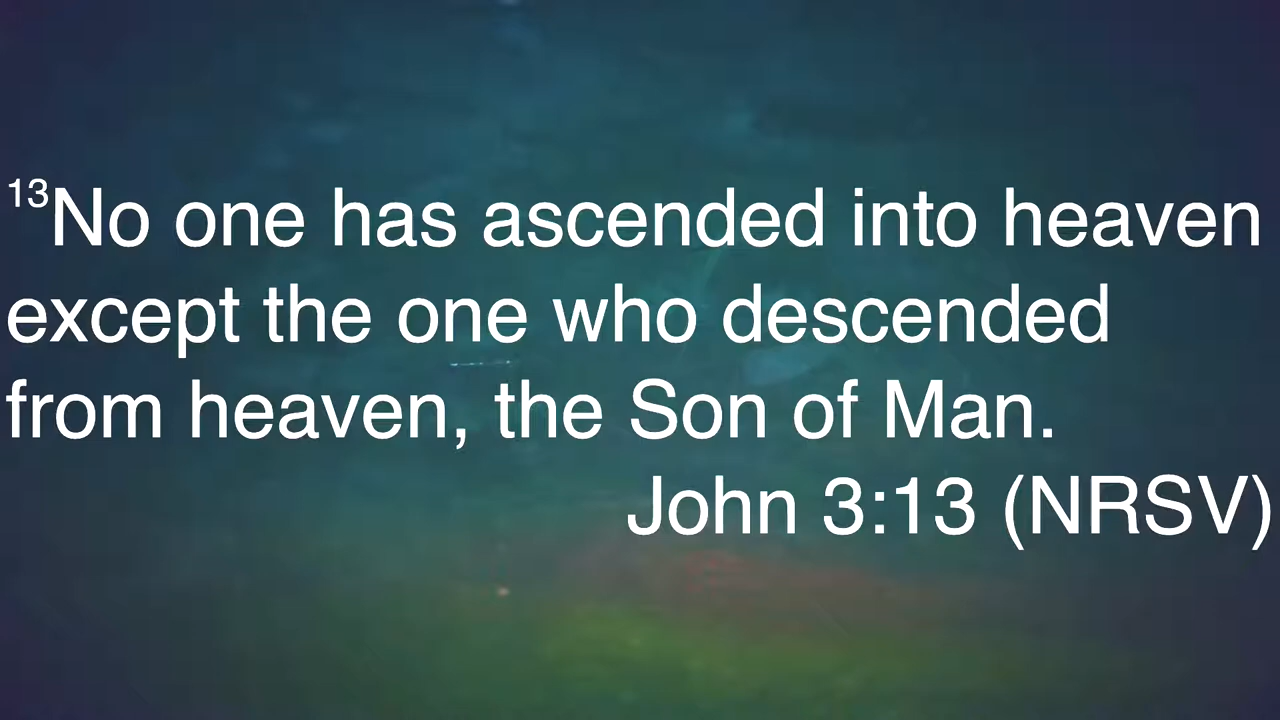 13No one has ascended into heaven
except the one who descended
from heaven, the Son of Man.
John 3:13 (NRSV)